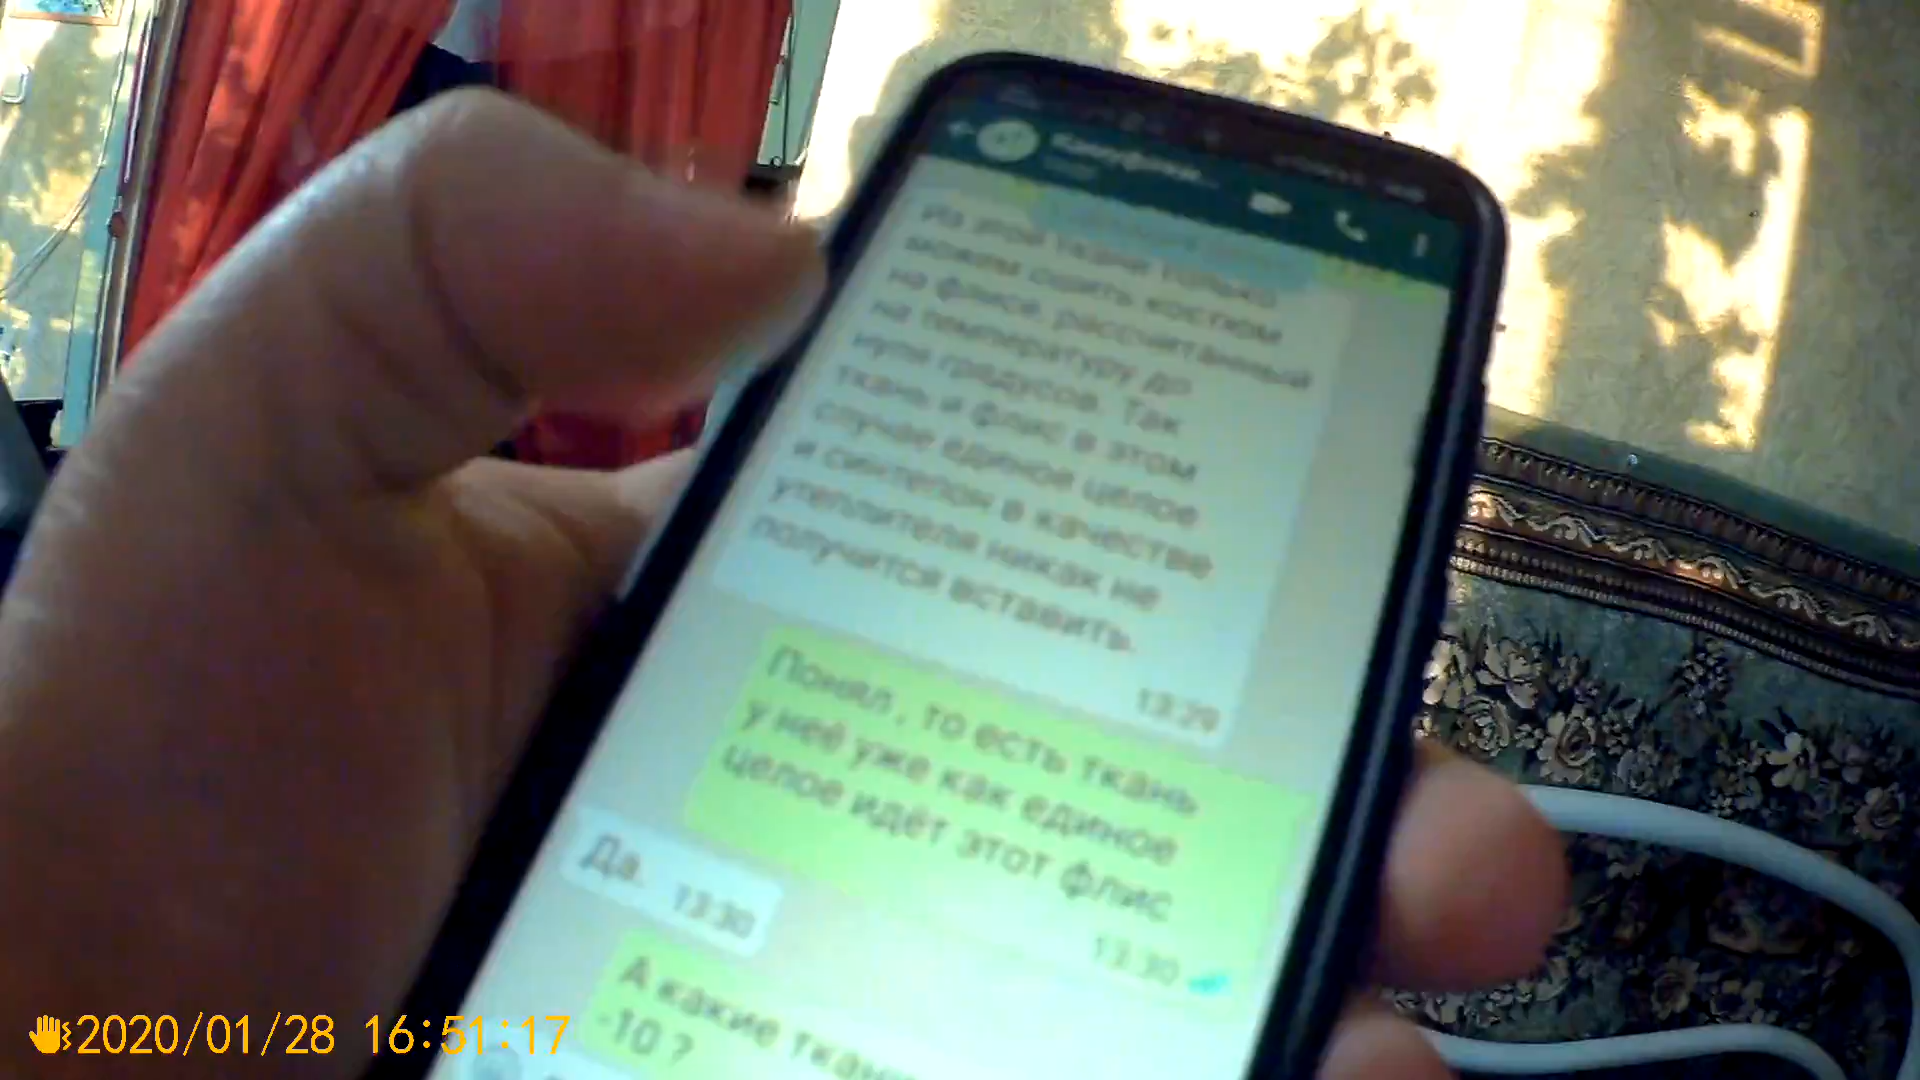 Из этой ткани только
можем сшить костюм
на флисе, рассчитанный
на температуру до
нуля градусов. Так
ткань и флис в этом
случае единое целое
и синтепон в качестве
утеплителя никак не
получится вставить.
13:29
Понял , то есть ткань
у неё уже как единое
целое идёт этот флис
13:30
Да.
13:30
А какие
-10 ?
2020/01/28 16:51:17